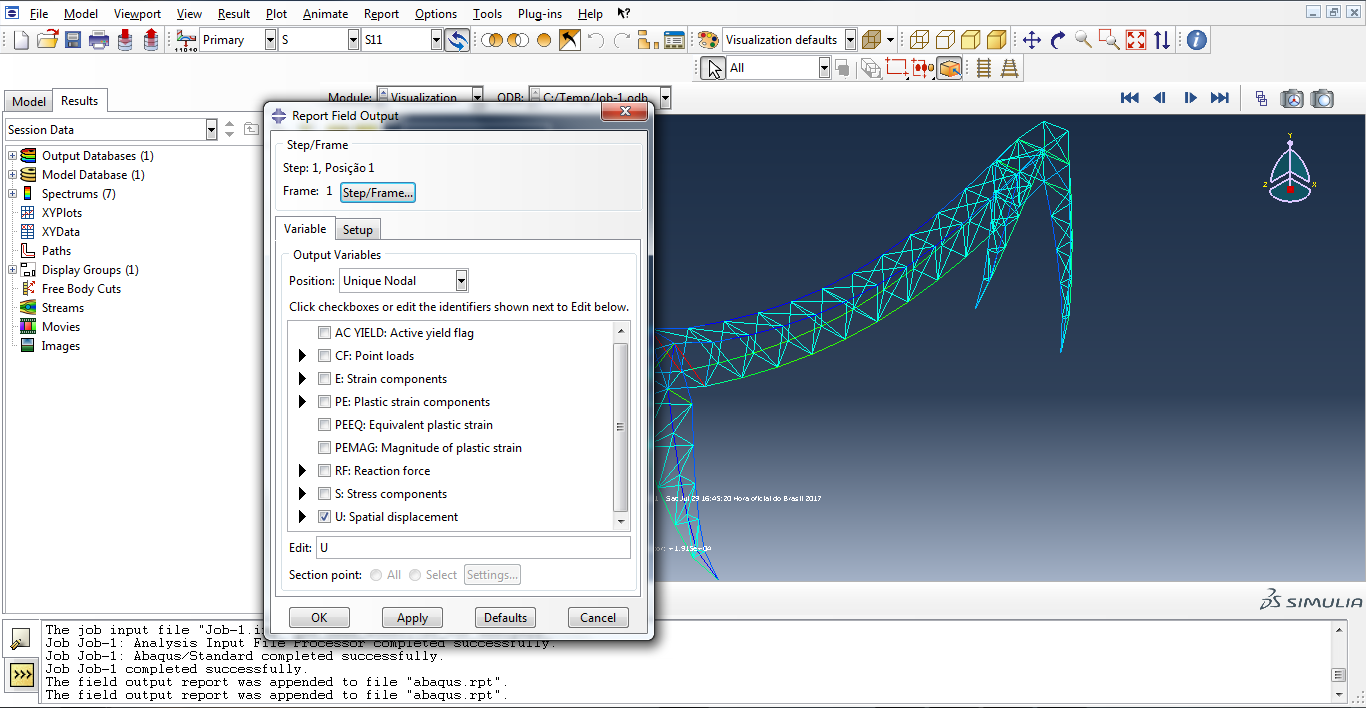 File Model Viewport View Result Plot Animate Report Options Tools Plug-ins Help
Primary S S11 Visualization defaults
All
Model Results Module: Visualization ODB: C:/Temp/Job-1.odb
Session Data
Output Databases (1)
Model Database (1)
Spectrums (7)
XYPlots
XYData
Paths
Display Groups (1)
Free Body Cuts
Streams
Movies
Images
Report Field Output
Step/Frame
Step: 1, Posição 1
Frame: 1 Step/Frame...
Variable Setup
Output Variables
Position: Unique Nodal
Click checkboxes or edit the identifiers shown next to Edit below.
AC YIELD: Active yield flag
CF: Point loads
E: Strain components
PE: Plastic strain components
PEEQ: Equivalent plastic strain
PEMAG: Magnitude of plastic strain
RF: Reaction force
S: Stress components
U: Spatial displacement
Edit: U
Section point: All Select Settings...
OK Apply Defaults Cancel
Y
Z X
Sat Jul 29 16:45:20 Hora oficial do Brasil 2017
+1.915e+04
SIMULIA
The job input file "Job-1.i
Job Job-1: Analysis Input File Processor completed successfully.
Job Job-1: Abaqus/Standard completed successfully.
Job Job-1 completed successfully.
The field output report was appended to file "abaqus.rpt".
The field output report was appended to file "abaqus.rpt".